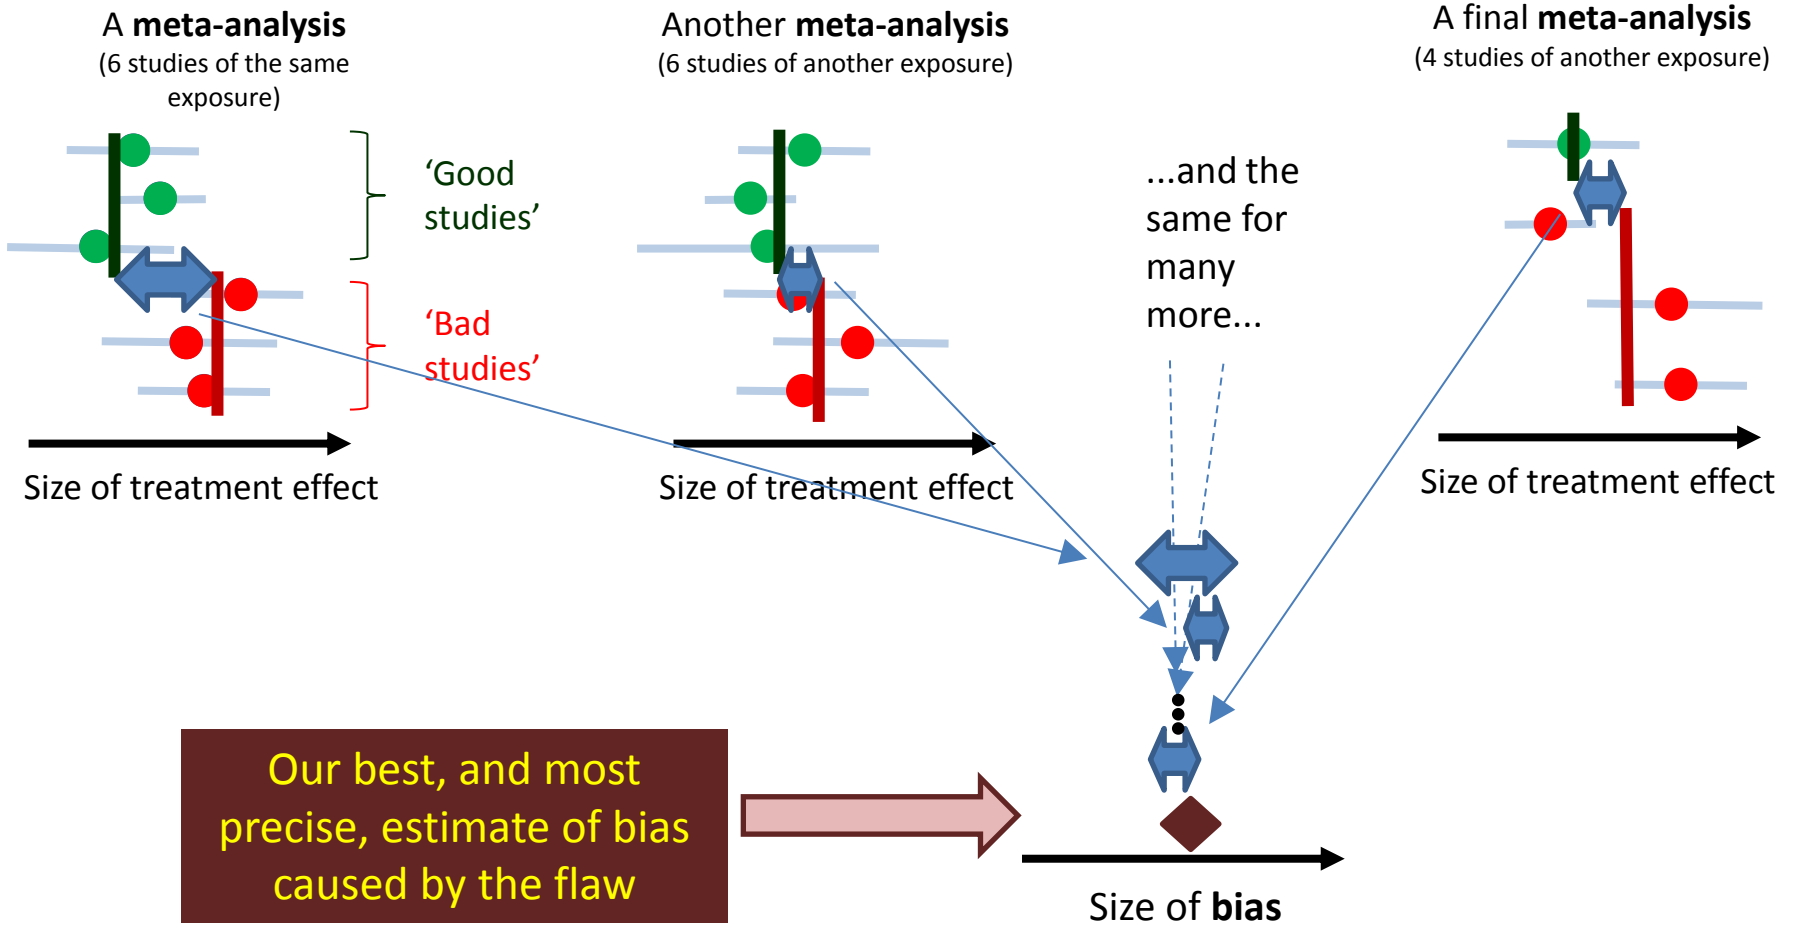 A meta-analysis
(6 studies of the same
exposure)
Another meta-analysis
(6 studies of another exposure)
A final meta-analysis
(4 studies of another exposure)
‘Good
studies’
‘Bad
studies’
...and the
same for
many
more...
Size of treatment effect
Size of treatment effect
Size of treatment effect
Our best, and most
precise, estimate of bias
caused by the flaw
Size of bias